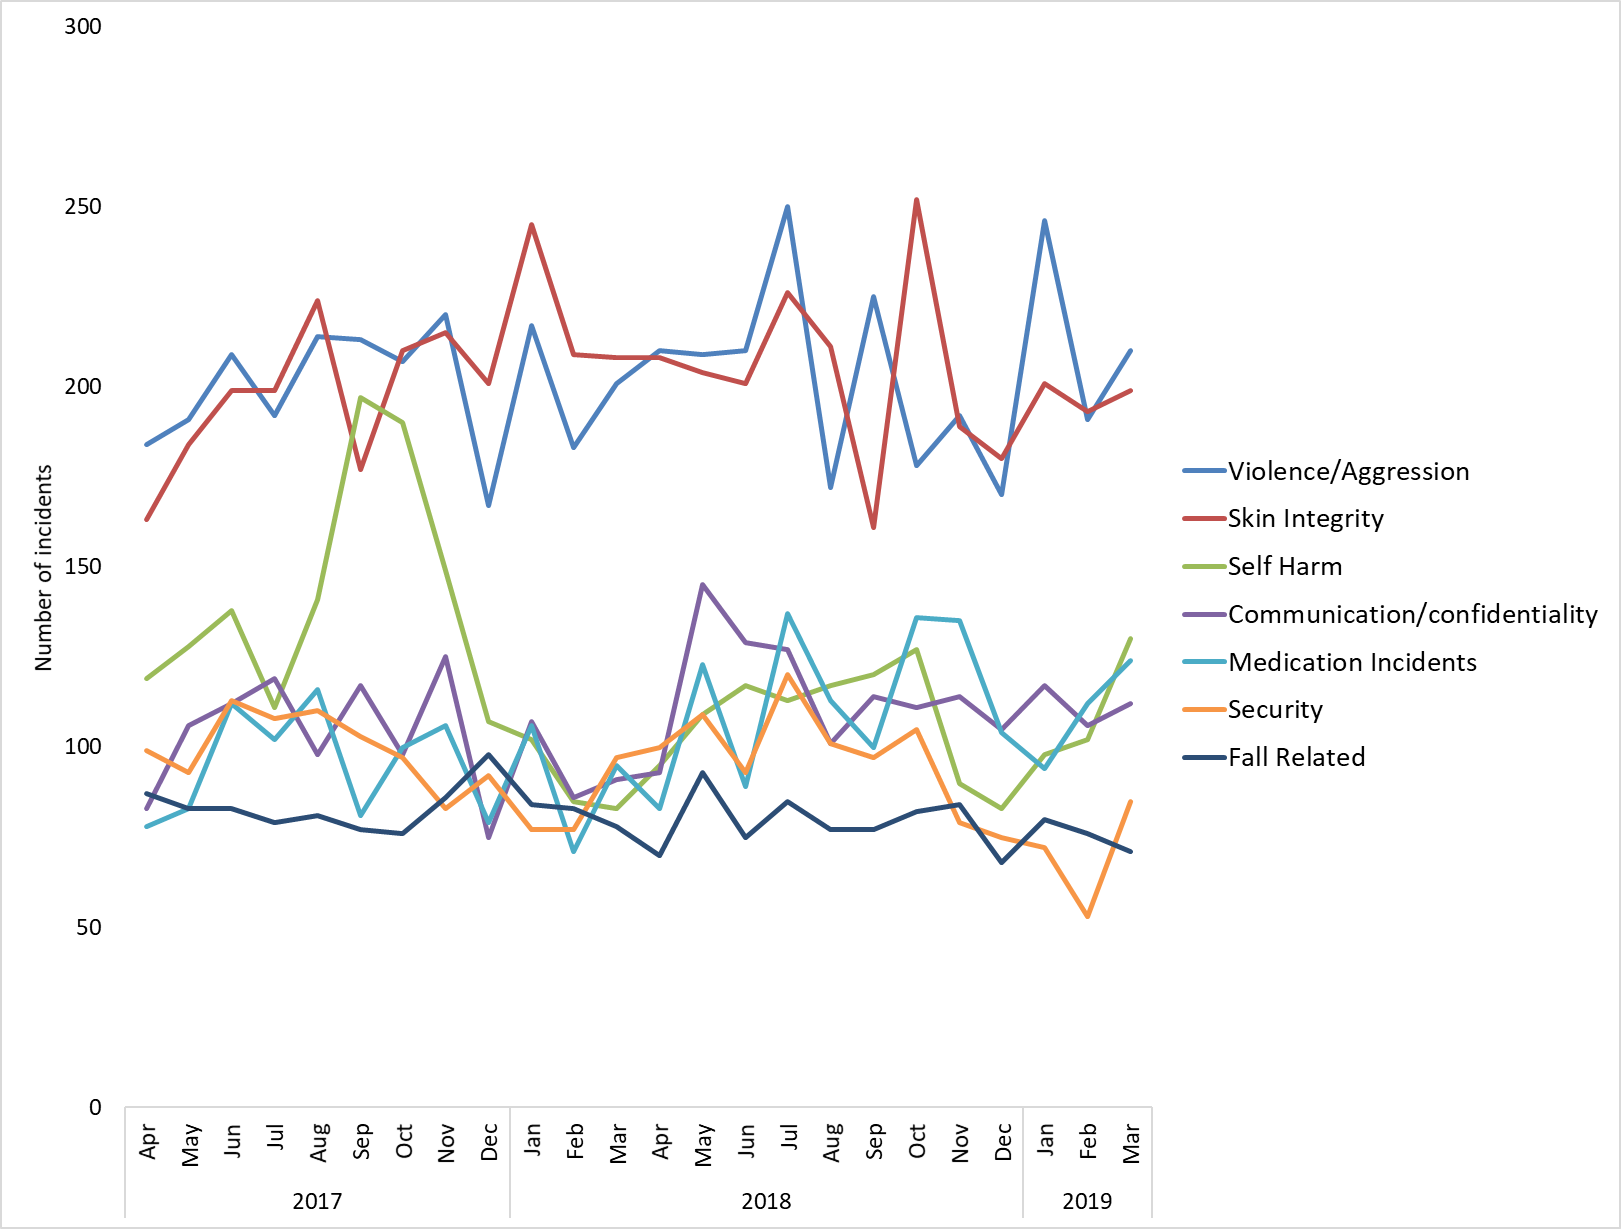 300
250
200
150
100
50
0
Number of incidents
Apr May Jun Jul Aug Sep Oct Nov Dec Jan Feb Mar Apr May Jun Jul Aug Sep Oct Nov Dec Jan Feb Mar
2017 2018 2019
Violence/Aggression
Skin Integrity
Self Harm
Communication/confidentiality
Medication Incidents
Security
Fall Related